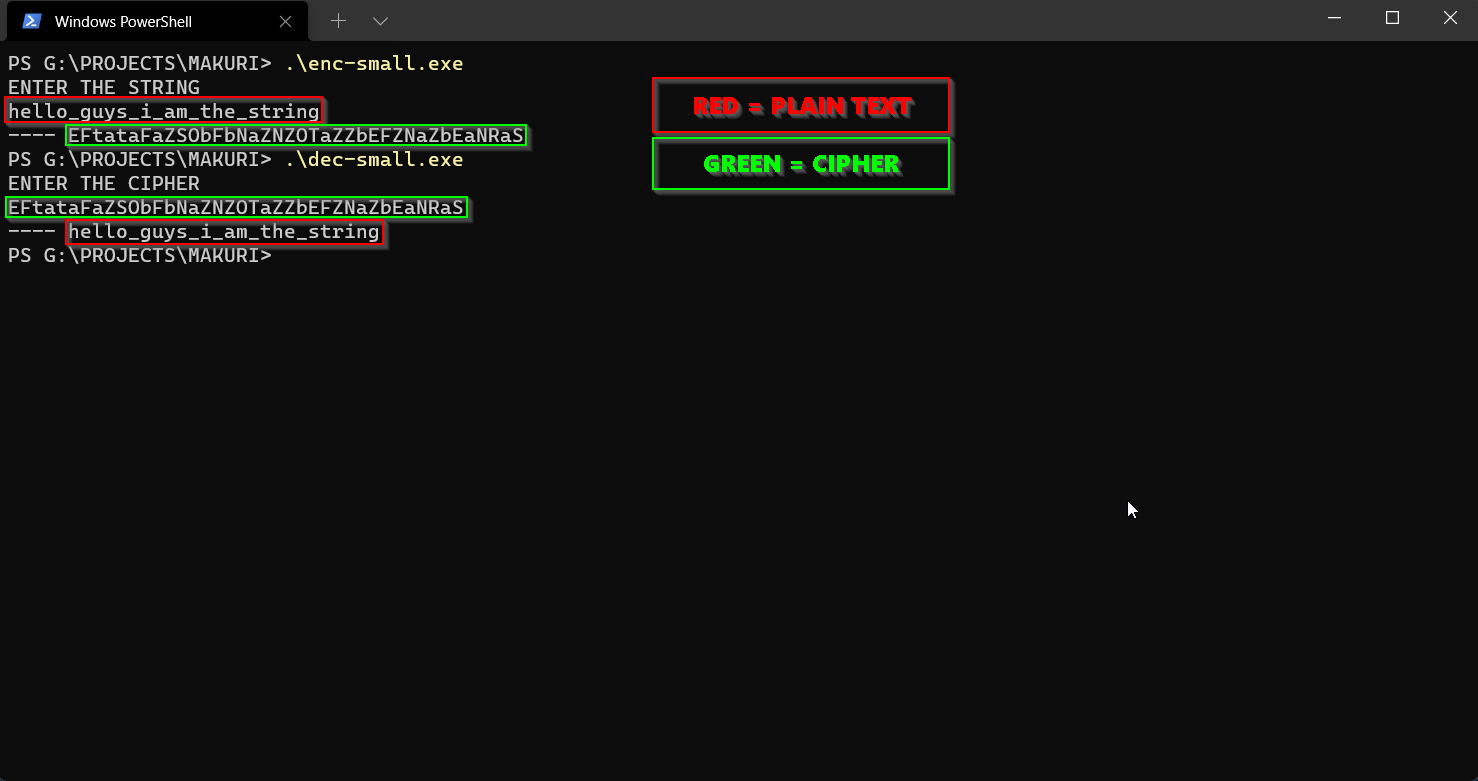 Windows PowerShell
PS G:\PROJECTS\MAKURI> .\enc-small.exe
ENTER THE STRING
hello_guys_i_am_the_string
---- EFtataFaZSObFbNaZNZOTaZZbEFZNaZbEaNRaS
PS G:\PROJECTS\MAKURI> .\dec-small.exe
ENTER THE CIPHER
EFtataFaZSObFbNaZNZOTaZZbEFZNaZbEaNRaS
---- hello_guys_i_am_the_string
PS G:\PROJECTS\MAKURI>
RED = PLAIN TEXT
GREEN = CIPHER